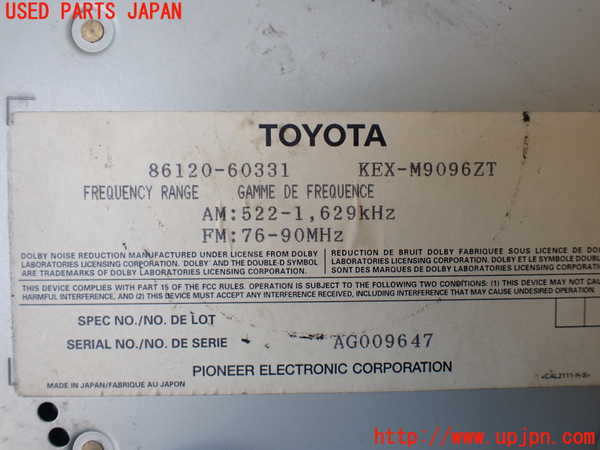 USED PARTS JAPAN
TOYOTA
86120-60331 KEX-M9096ZT
FREQUENCY RANGE GAMME DE FREQUENCE
AM:522-1,629kHz
FM:76-90MHz
DOLBY NOISE REDUCTION MANUFACTURED UNDER LICENSE FROM DOLBY
LABORATORIES LICENSING CORPORATION. DOLBY AND THE DOUBLE-D SYMBOL
ARE TRADEMARKS OF DOLBY LABORATORIES LICENSING CORPORATION.
REDUCTION DE BRUIT DOLBY FABRIQUEE SOUS LICENCE DE DO
LABORATORIES LICENSING CORPORATION. DOLBY ET LE SYMBOLE DOUBLE
SONT DES MARQUES DE DOLBY LABORATORIES LICENSING CORPORATION.
THIS DEVICE COMPLIES WITH PART 15 OF THE FCC RULES. OPERATION IS SUBJECT TO THE FOLLOWING TWO CONDITIONS: (1) THIS DEVICE MAY NOT CAU
HARMFUL INTERFERENCE, AND (2) THIS DEVICE MUST ACCEPT ANY INTERFERENCE RECEIVED, INCLUDING INTERFERENCE THAT MAY CAUSE UNDESIRED OPE
SPEC NO./NO. DE LOT
SERIAL NO./NO. DE SERIE AG009647
PIONEER ELECTRONIC CORPORATION
MADE IN JAPAN/FABRIQUE AU JAPON
http://www.upjpn.com/